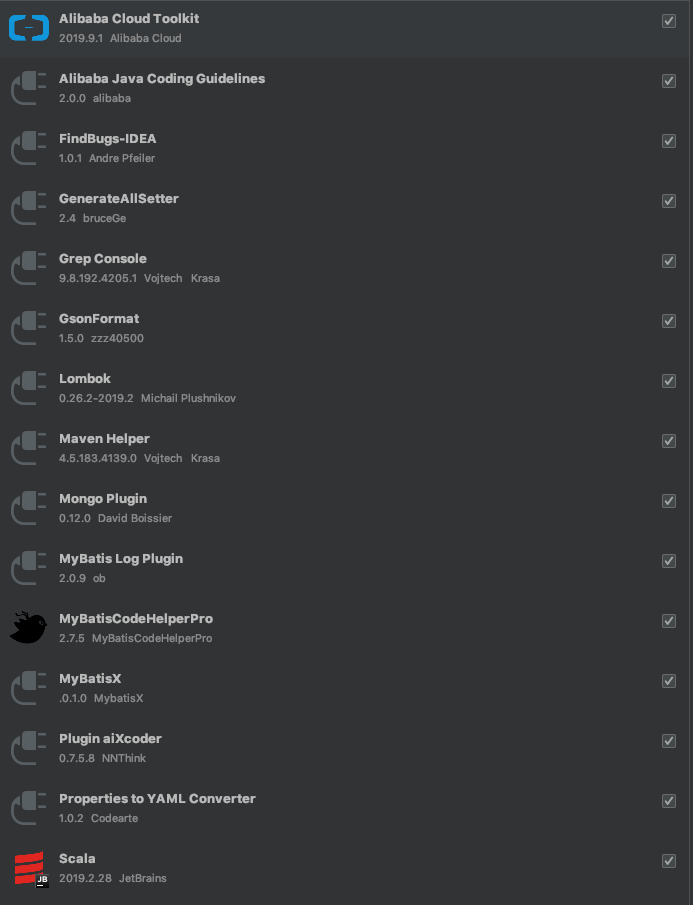 Alibaba Cloud Toolkit
2019.9.1 Alibaba Cloud
Alibaba Java Coding Guidelines
2.0.0 alibaba
FindBugs-IDEA
1.0.1 Andre Pfeiler
GenerateAllSetter
2.4 bruceGe
Grep Console
9.8.192.4205.1 Vojtech Krasa
GsonFormat
1.5.0 zzz40500
Lombok
0.26.2-2019.2 Michail Plushnikov
Maven Helper
4.5.183.4139.0 Vojtech Krasa
Mongo Plugin
0.12.0 David Boissier
MyBatis Log Plugin
2.0.9 ob
MyBatisCodeHelperPro
2.7.5 MyBatisCodeHelperPro
MyBatisX
.0.1.0 MybatisX
Plugin aiXcoder
0.7.5.8 NNThink
Properties to YAML Converter
1.0.2 Codearte
Scala
JB
2019.2.28 JetBrains